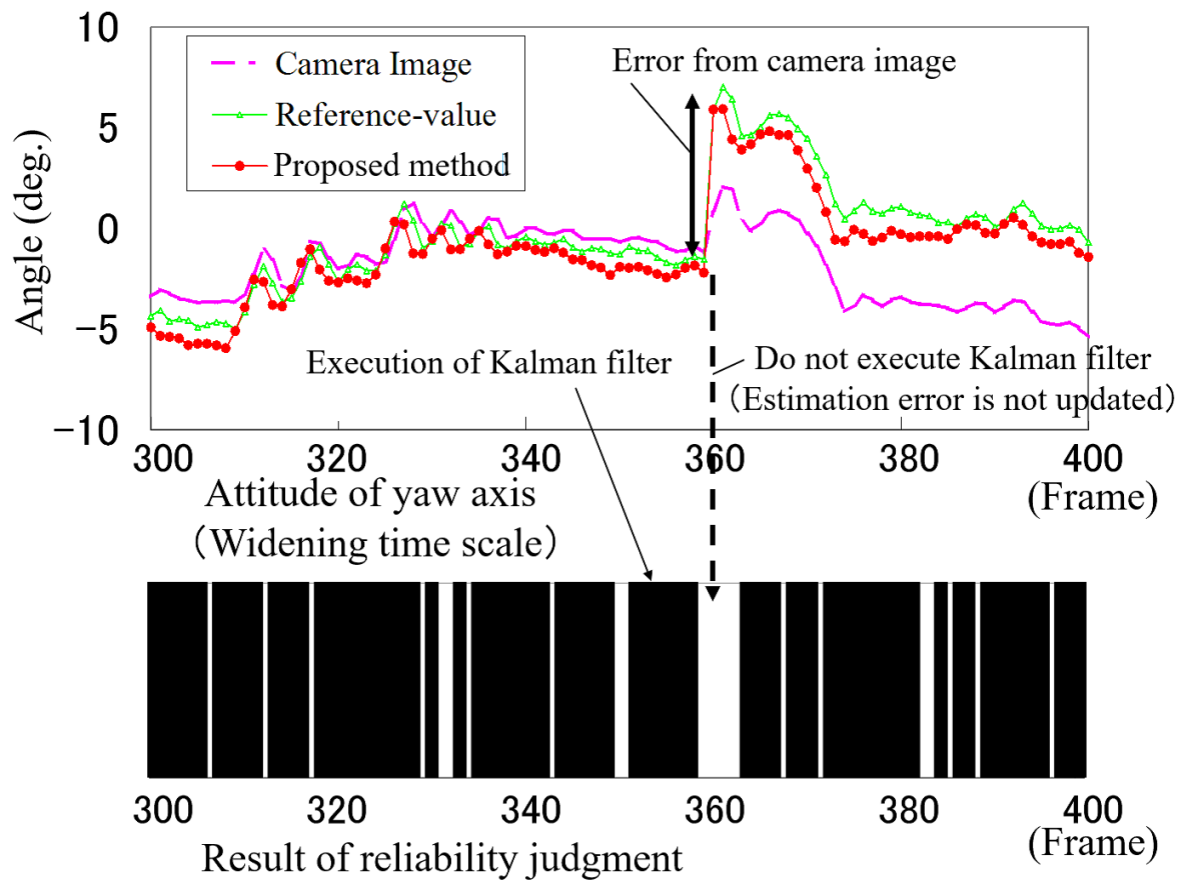 10
5
0
−5
−10
Angle (deg.)
Camera Image
Reference-value
Proposed method
Error from camera image
Execution of Kalman filter
Do not execute Kalman filter
（Estimation error is not updated）
300 320 340 360 380 400
(Frame)
Attitude of yaw axis
（Widening time scale）
300 320 340 360 380 400
(Frame)
Result of reliability judgment